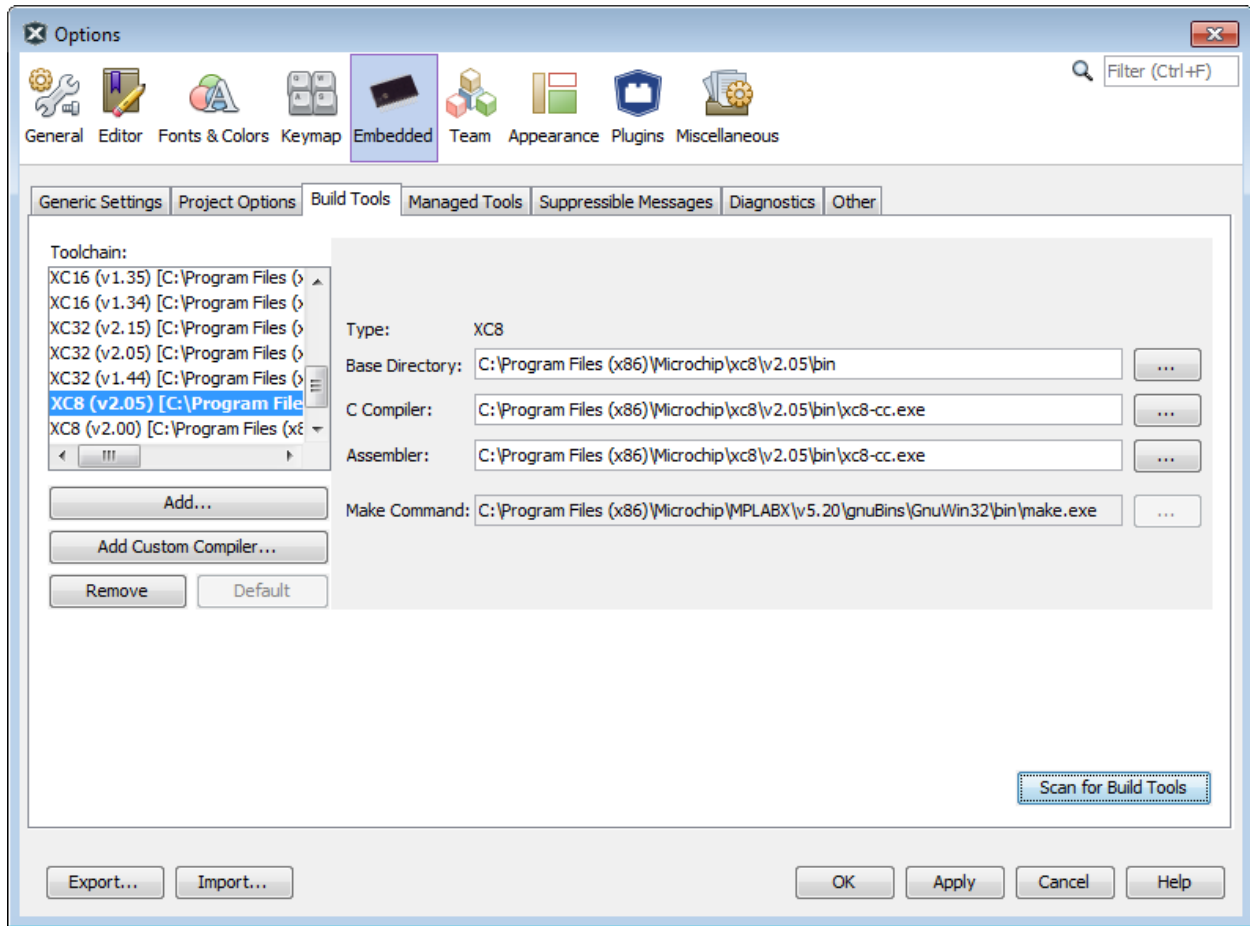 Options
Filter (Ctrl+F)
General Editor Fonts & Colors Keymap Embedded Team Appearance Plugins Miscellaneous
Generic Settings Project Options Build Tools Managed Tools Suppressible Messages Diagnostics Other
Toolchain:
XC16 (v1.35) [C:\Program Files (x
XC16 (v1.34) [C:\Program Files (x
XC32 (v2.15) [C:\Program Files (x
XC32 (v2.05) [C:\Program Files (x
XC32 (v1.44) [C:\Program Files (x
XC8 (v2.05) [C:\Program File
XC8 (v2.00) [C:\Program Files (x8
Add...
Add Custom Compiler...
Remove Default
Type: XC8
Base Directory: C:\Program Files (x86)\Microchip\xc8\v2.05\bin ...
C Compiler: C:\Program Files (x86)\Microchip\xc8\v2.05\bin\xc8-cc.exe ...
Assembler: C:\Program Files (x86)\Microchip\xc8\v2.05\bin\xc8-cc.exe ...
Make Command: C:\Program Files (x86)\Microchip\MPLABX\v5.20\gnuBins\GnuWin32\bin\make.exe ...
Scan for Build Tools
Export... Import... OK Apply Cancel Help